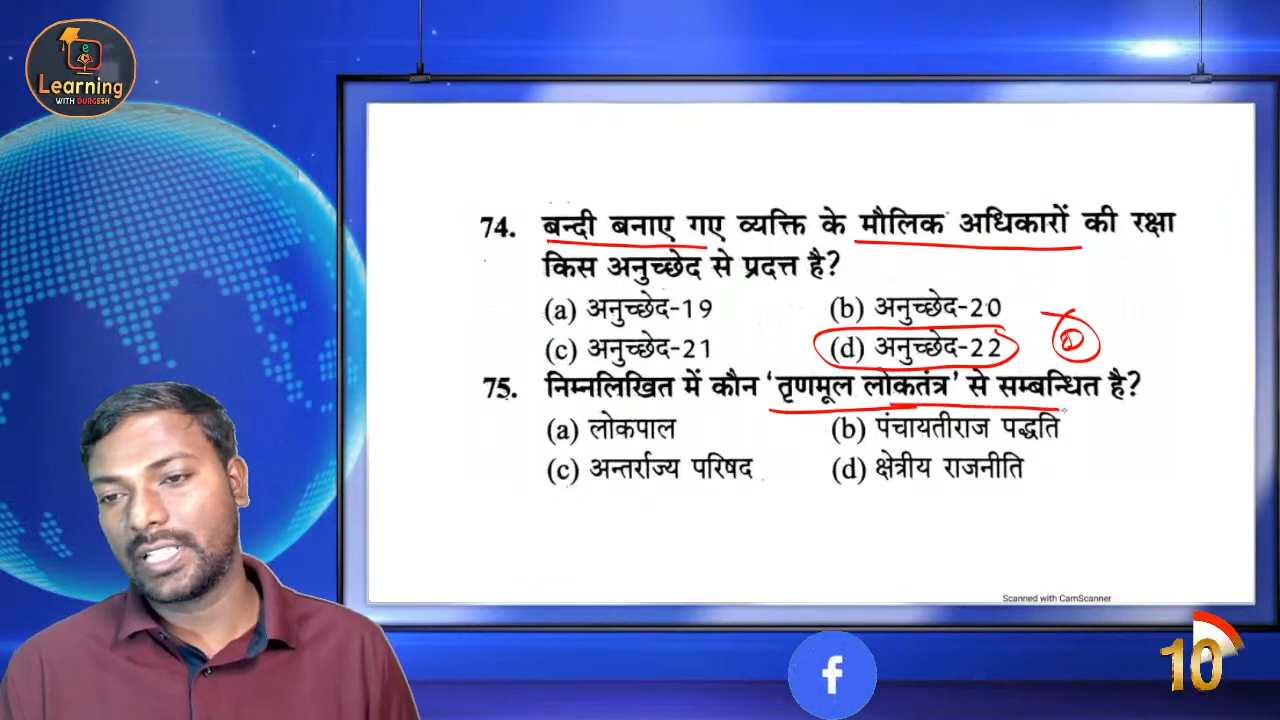 e
Learning
WITH DURGESH
74. बन्दी बनाए गए व्यक्ति के मौलिक अधिकारों की रक्षा
किस अनुच्छेद से प्रदत्त है?
(a) अनुच्छेद-19 (b) अनुच्छेद-20
(c) अनुच्छेद-21 (d) अनुच्छेद-22 D
75. निम्नलिखित में कौन ‘तृणमूल लोकतंत्र’ से सम्बन्धित है?
(a) लोकपाल (b) पंचायतीराज पद्धति
(c) अन्तर्राज्य परिषद (d) क्षेत्रीय राजनीति
Scanned with CamScanner
10
f